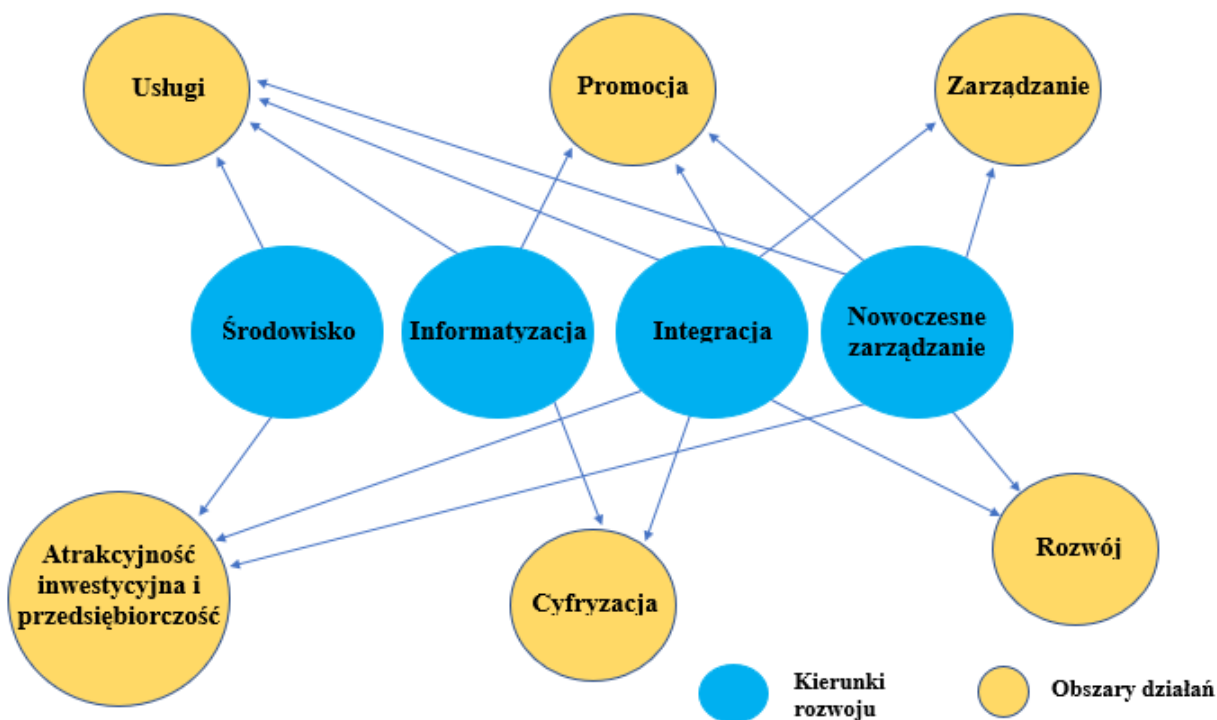 Usługi
Promocja
Zarządzanie
Środowisko
Informatyzacja
Integracja
Nowoczesne
zarządzanie
Atrakcyjność
inwestycyjna i
przedsiębiorczość
Cyfryzacja
Rozwój
Kierunki
rozwoju
Obszary działań